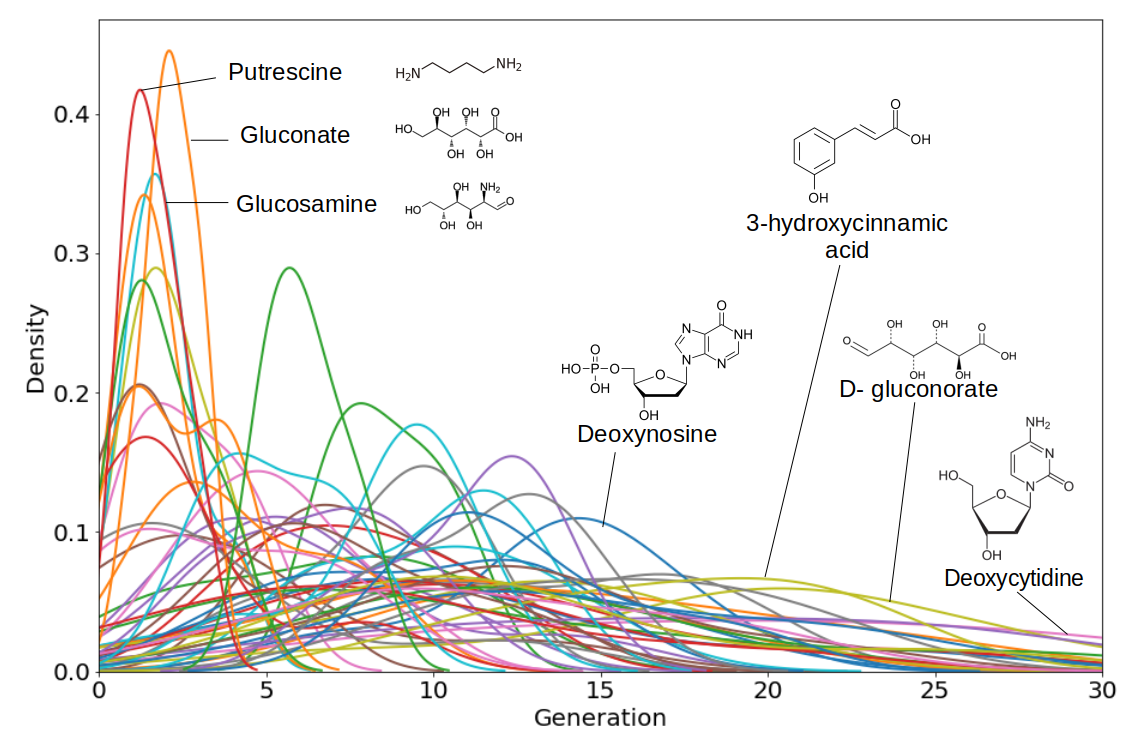 Putrescine
H₂N NH₂
Gluconate
HO OH OH O OH OH OH
Glucosamine
HO OH NH₂ O OH OH
O
OH
OH
3-hydroxycinnamic
acid
O
N NH
N N
O
HO P O O
OH
OH
Deoxynosine
OH OH O
O OH
OH OH
D- gluconorate
NH₂
N
HO N O
O
OH
Deoxycytidine
Density
0.4
0.3
0.2
0.1
0.0
0 5 10 15 20 25 30
Generation